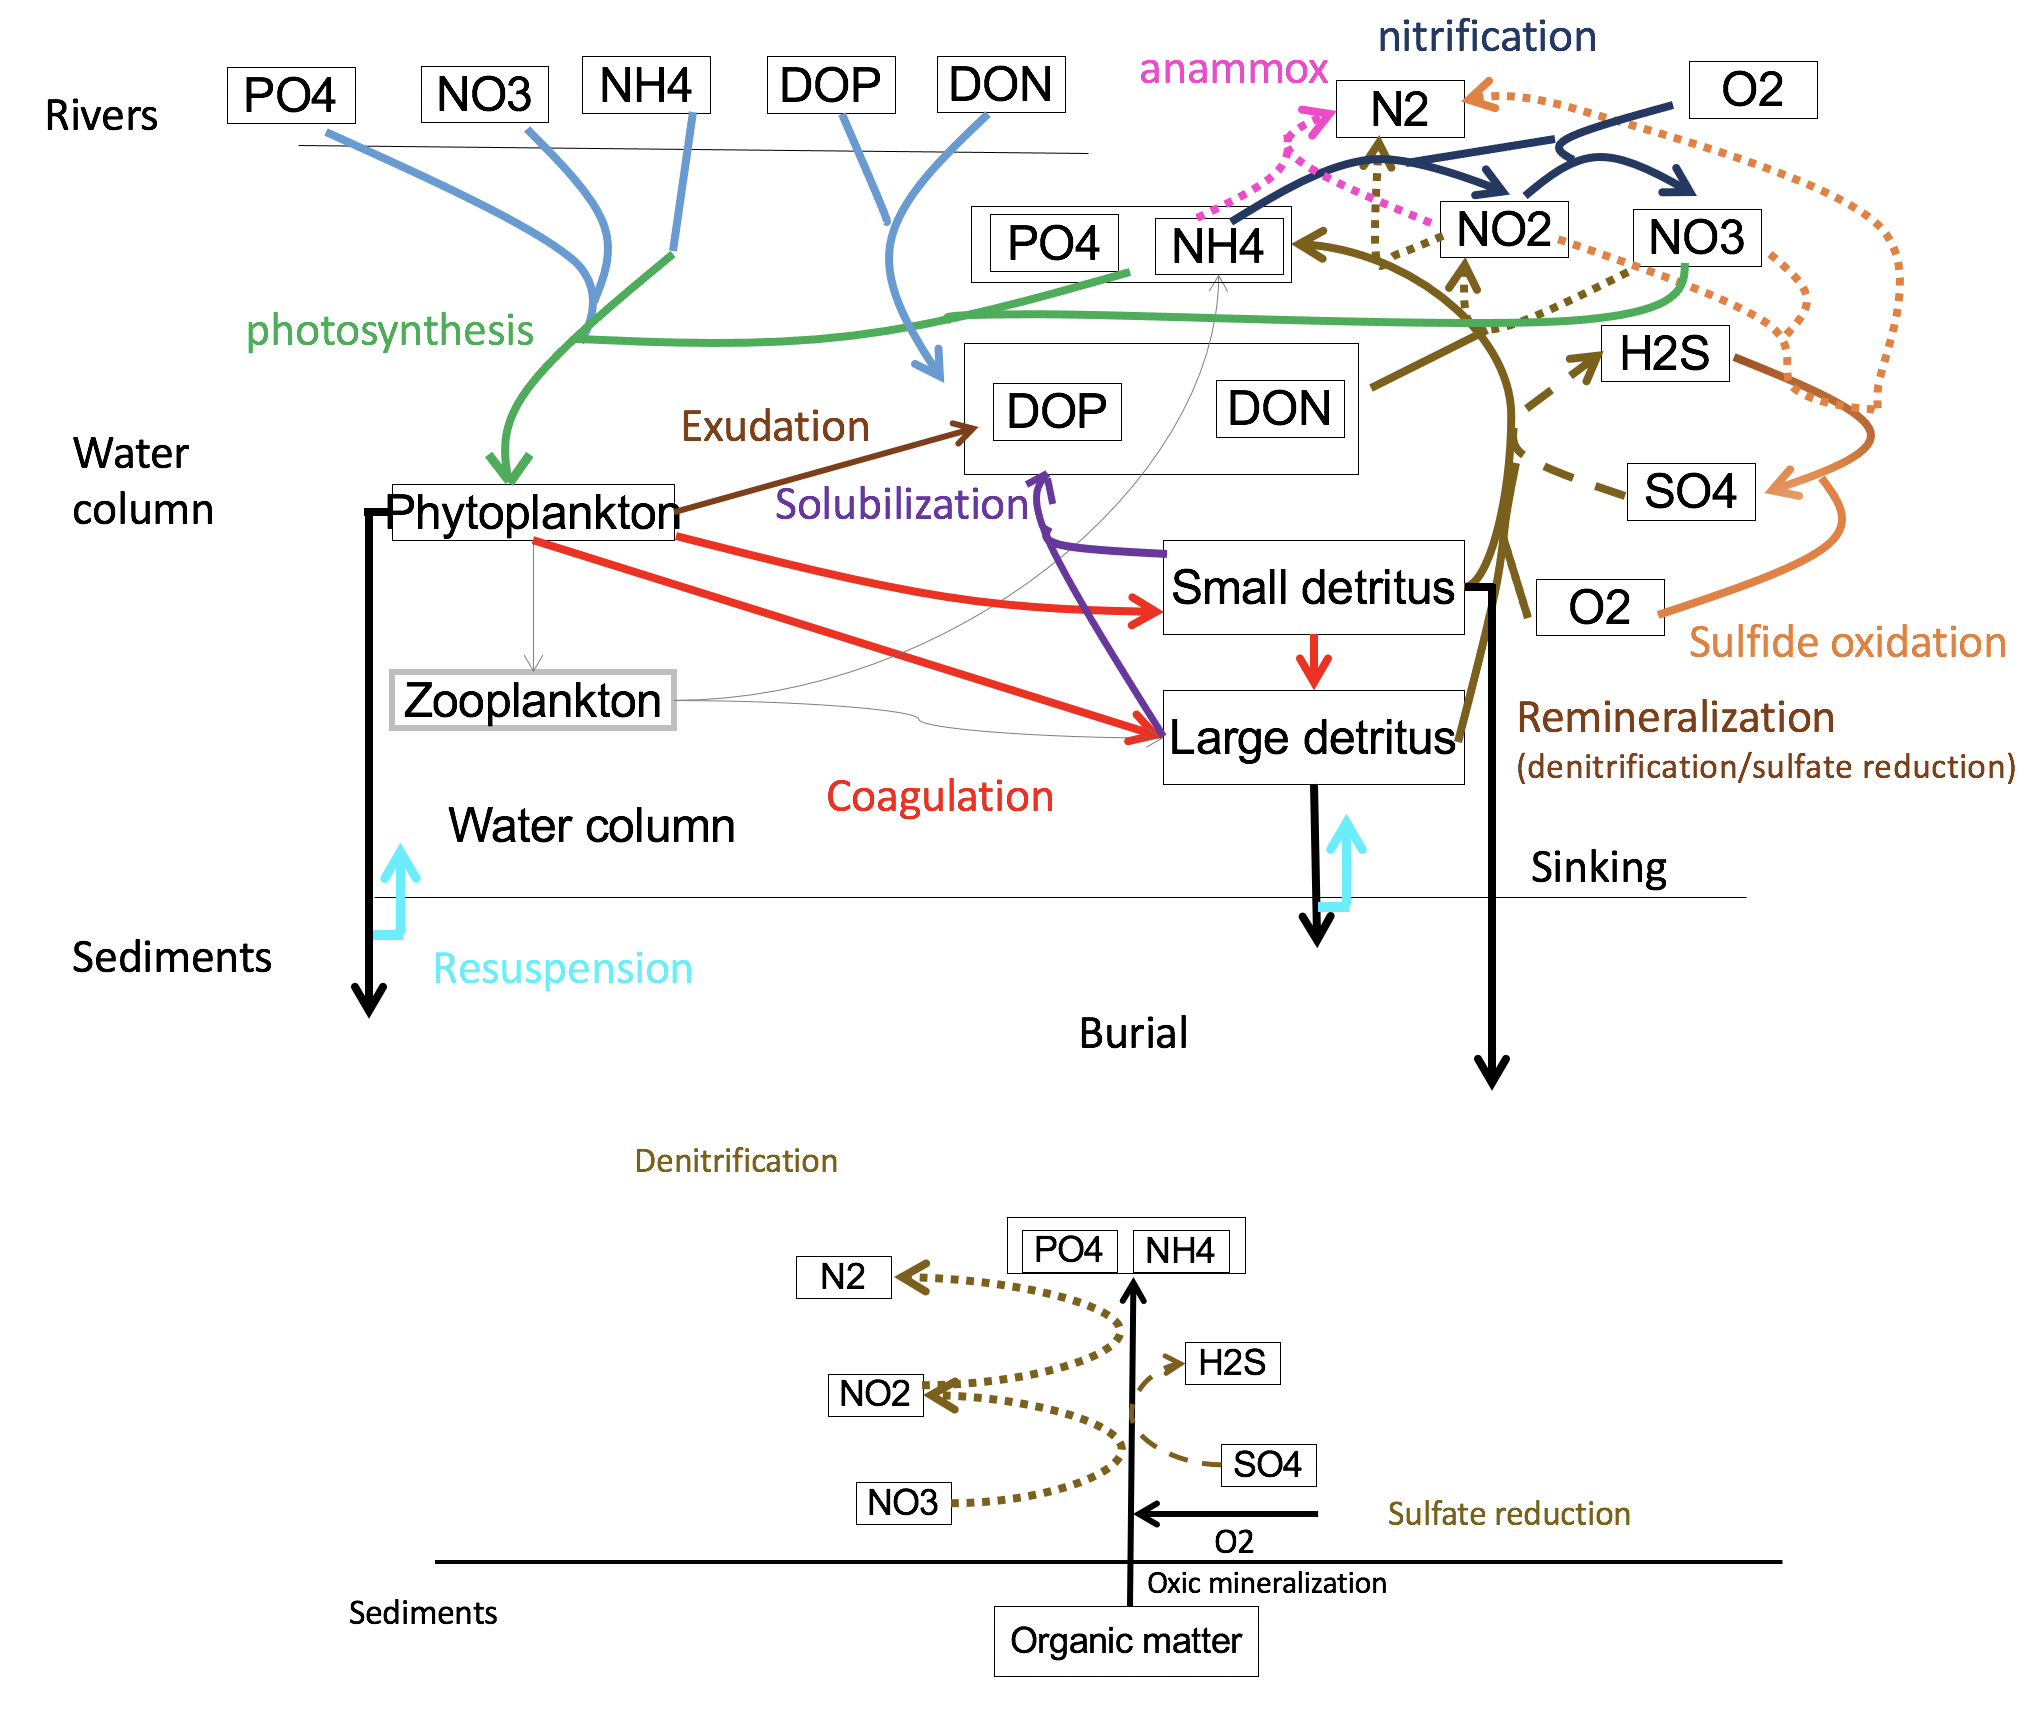 nitrification
anammox
Rivers
PO4
NO3
NH4
DOP
DON
N2
O2
PO4
NH4
NO2
NO3
photosynthesis
H2S
DOP
DON
Exudation
Water
column
Phytoplankton
Solubilization
SO4
Small detritus
O2
Sulfide oxidation
Zooplankton
Large detritus
Remineralization
(denitrification/sulfate reduction)
Coagulation
Water column
Sinking
Sediments
Resuspension
Burial
Denitrification
PO4
NH4
N2
H2S
NO2
SO4
NO3
Sulfate reduction
O2
Oxic mineralization
Sediments
Organic matter